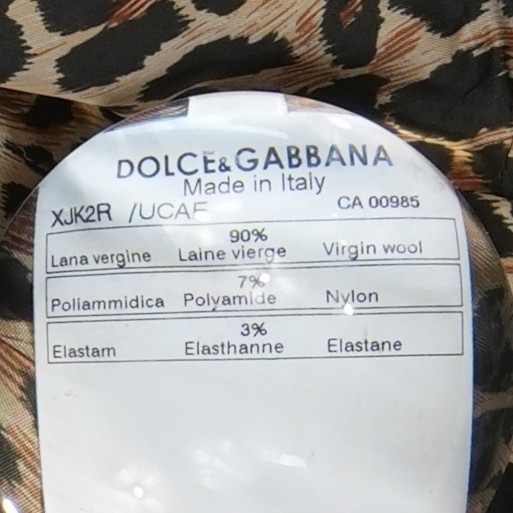 DOLCE&GABBANA
Made in Italy
XJK2R /UCAF CA 00985
90%
Lana vergine Laine vierge Virgin wool
7%
Poliammidica Polyamide Nylon
3%
Elastam Elasthanne Elastane